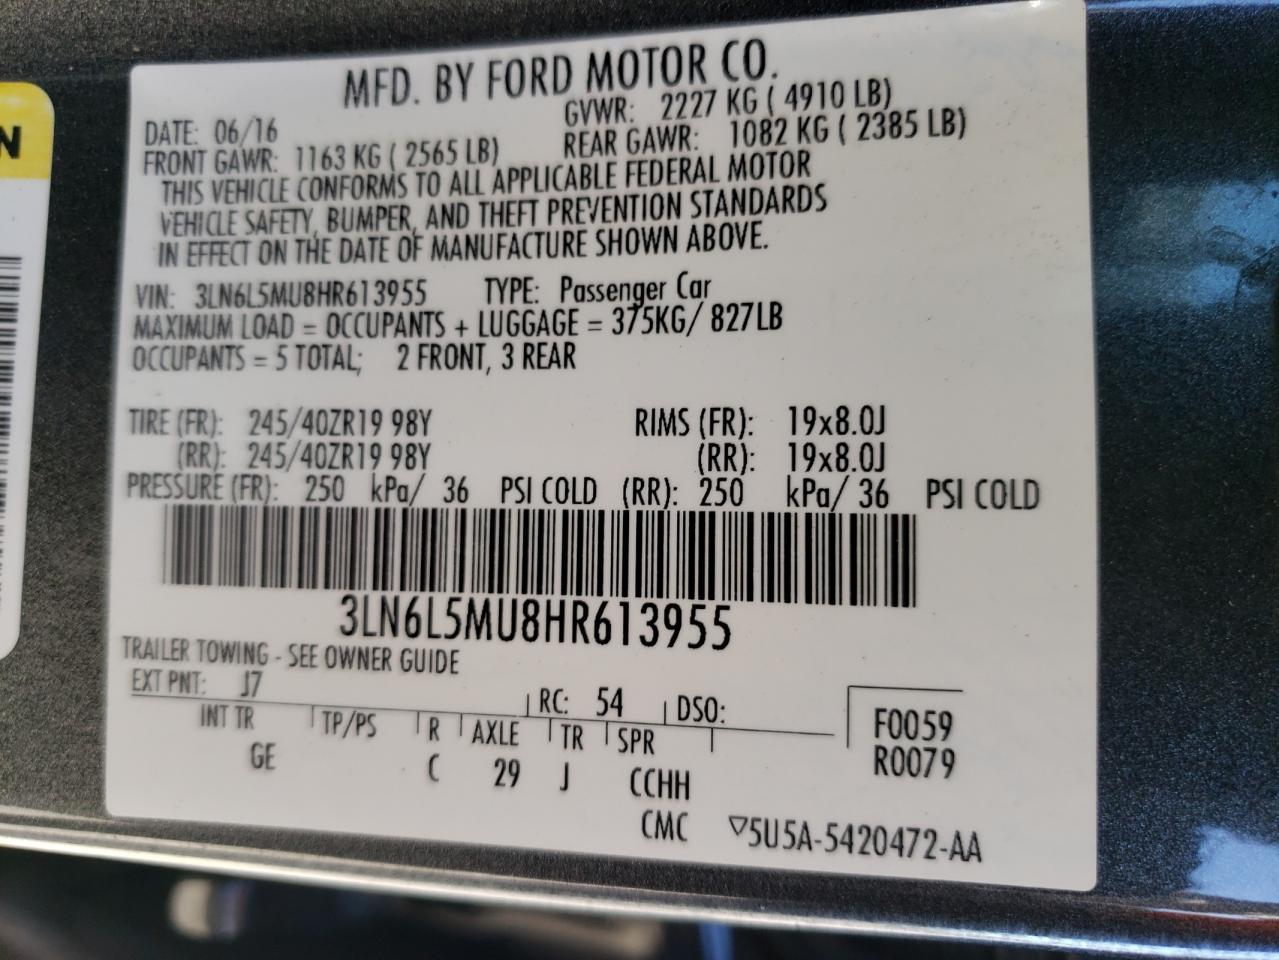 N
MFD. BY FORD MOTOR CO.
DATE: 06/16 GVWR: 2227 KG ( 4910 LB)
FRONT GAWR: 1163 KG ( 2565 LB) REAR GAWR: 1082 KG ( 2385 LB)
THIS VEHICLE CONFORMS TO ALL APPLICABLE FEDERAL MOTOR
VEHICLE SAFETY, BUMPER, AND THEFT PREVENTION STANDARDS
IN EFFECT ON THE DATE OF MANUFACTURE SHOWN ABOVE.
VIN: 3LN6L5MU8HR613955 TYPE: Passenger Car
MAXIMUM LOAD = OCCUPANTS + LUGGAGE = 375KG/ 827LB
OCCUPANTS = 5 TOTAL; 2 FRONT, 3 REAR
TIRE (FR): 245/40ZR19 98Y RIMS (FR): 19x8.0J
(RR): 245/40ZR19 98Y (RR): 19x8.0J
PRESSURE (FR): 250 kPa/ 36 PSI COLD (RR): 250 kPa/ 36 PSI COLD
3LN6L5MU8HR613955
TRAILER TOWING - SEE OWNER GUIDE
EXT PNT: J7 RC: 54 DSO:
INT TR TP/PS R AXLE TR SPR F0059
GE C 29 J CCHH R0079
CMC ▽5U5A-5420472-AA